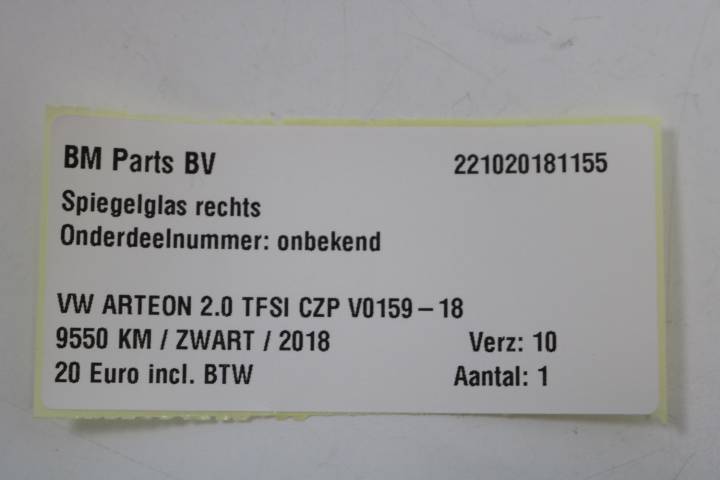 BM Parts BV 221020181155
Spiegelglas rechts
Onderdeelnummer: onbekend
VW ARTEON 2.0 TFSI CZP V0159-18
9550 KM / ZWART / 2018 Verz: 10
20 Euro incl. BTW Aantal: 1